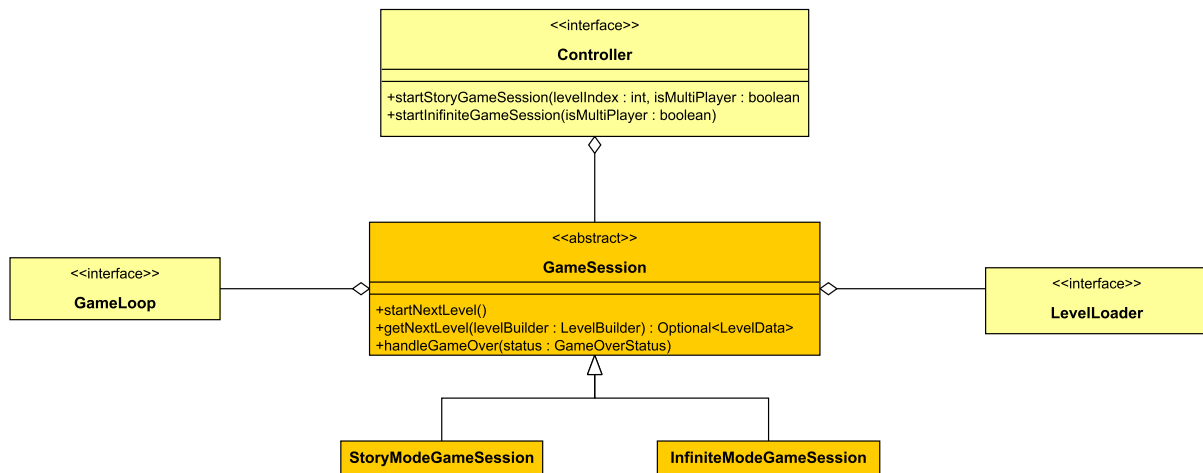 <<interface>>
Controller
+startStoryGameSession(levelIndex : int, isMultiPlayer : boolean
+startInifiniteGameSession(isMultiPlayer : boolean)
<<abstract>>
GameSession
+startNextLevel()
+getNextLevel(levelBuilder : LevelBuilder) : Optional<LevelData>
+handleGameOver(status : GameOverStatus)
<<interface>>
GameLoop
<<interface>>
LevelLoader
StoryModeGameSession
InfiniteModeGameSession